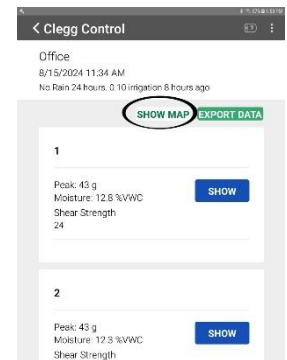 Clegg Control
Office
8/15/2024 11:34 AM
No Rain 24 hours. 0.10 irrigation 8 hours ago
SHOW MAP EXPORT DATA
1
Peak: 43 g
Moisture: 12.8 %VWC
Shear Strength
24
SHOW
2
Peak: 43 g
Moisture: 12.3 %VWC
Shear Strength
SHOW